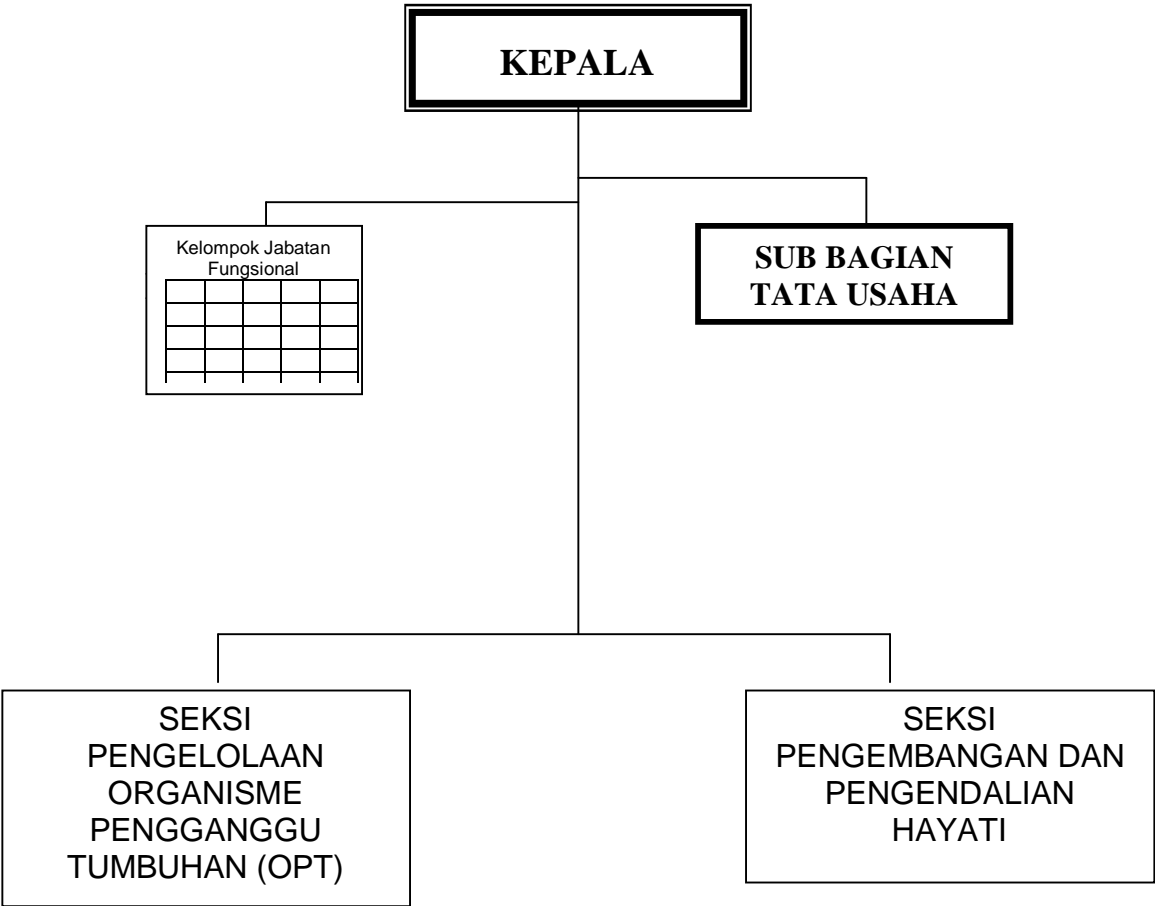 KEPALA
Kelompok Jabatan
Fungsional
SUB BAGIAN
TATA USAHA
SEKSI
PENGELOLAAN
ORGANISME
PENGGANGGU
TUMBUHAN (OPT)
SEKSI
PENGEMBANGAN DAN
PENGENDALIAN
HAYATI